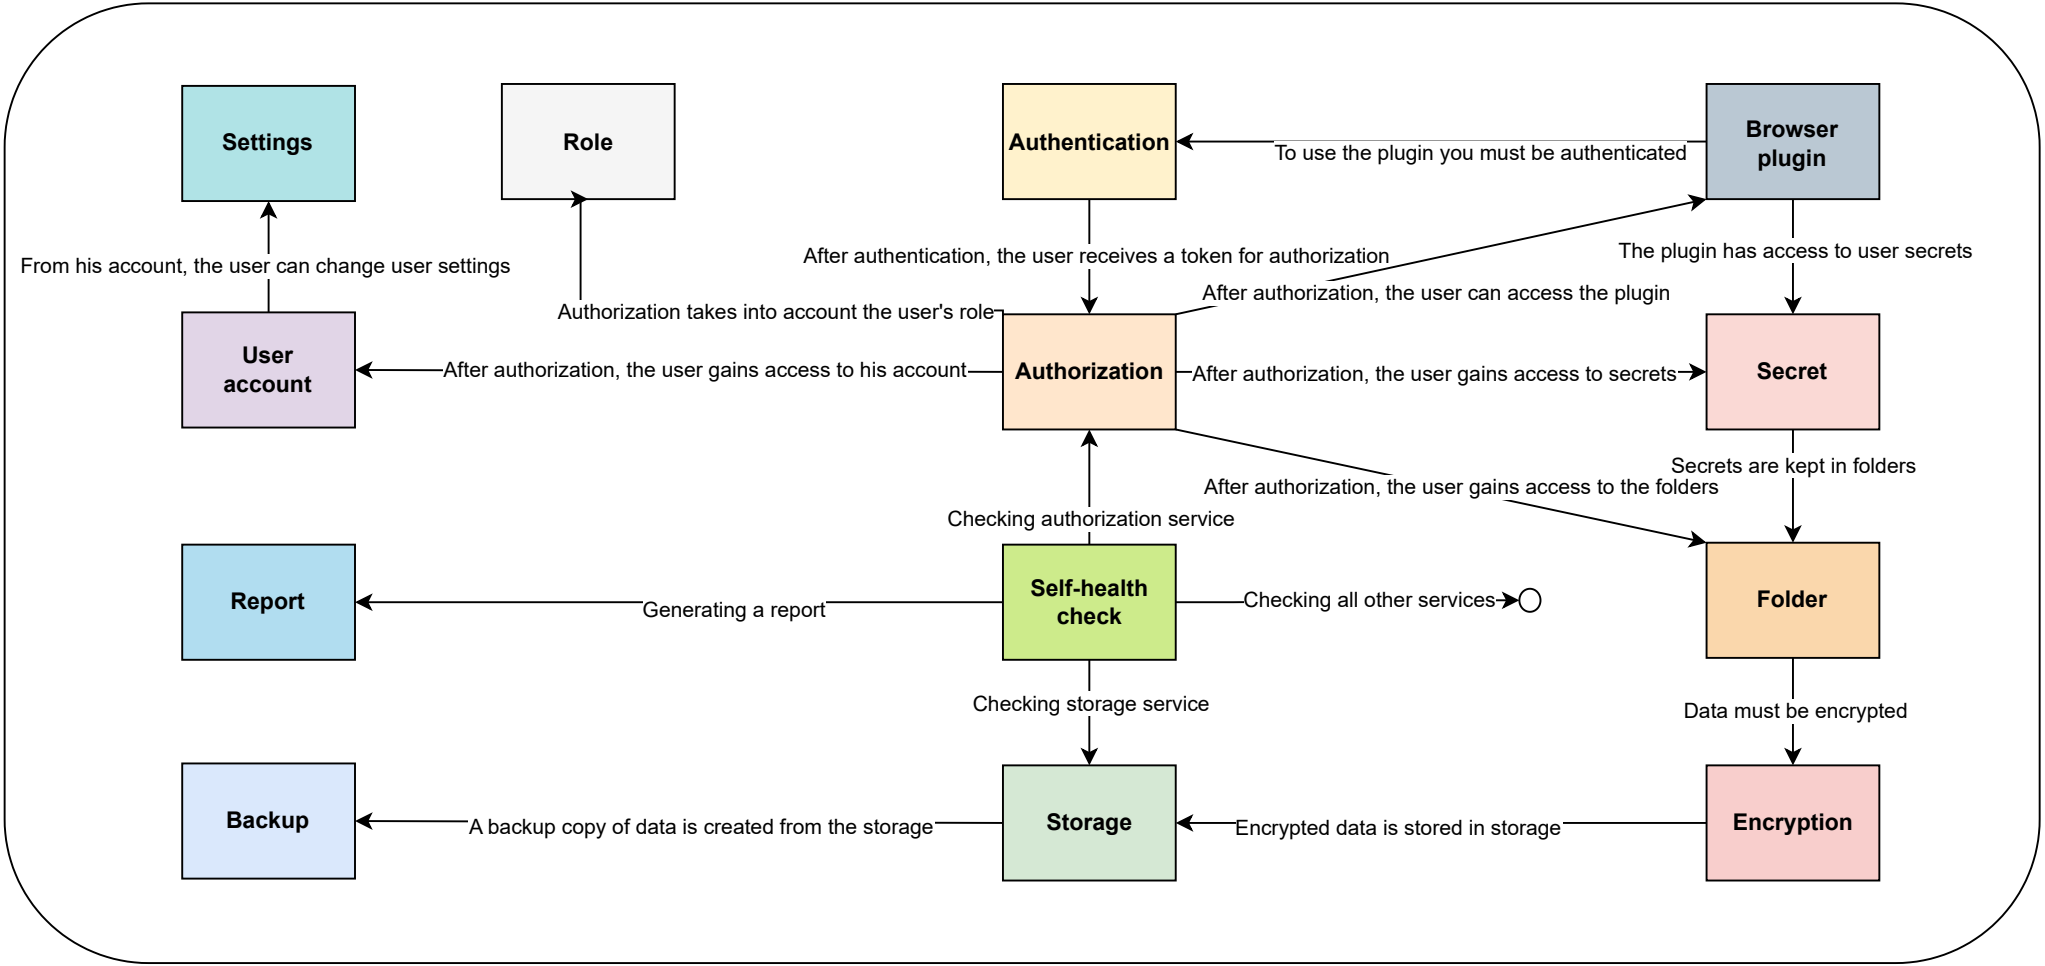 Settings
Role
Authentication
To use the plugin you must be authenticated
Browser
plugin
From his account, the user can change user settings
After authentication, the user receives a token for authorization
The plugin has access to user secrets
After authorization, the user can access the plugin
Authorization takes into account the user's role
User
account
After authorization, the user gains access to his account
Authorization
After authorization, the user gains access to secrets
Secret
Secrets are kept in folders
After authorization, the user gains access to the folders
Checking authorization service
Report
Generating a report
Self-health
check
Checking all other services
Folder
Checking storage service
Data must be encrypted
Backup
A backup copy of data is created from the storage
Storage
Encrypted data is stored in storage
Encryption